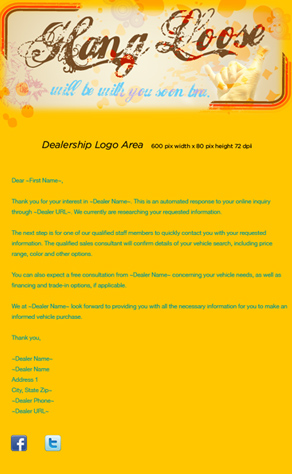 Hang Loose
will be with you soon bra.
Dealership Logo Area 600 pix width x 80 pix height 72 dpi
Dear ~First Name~,
Thank you for your interest in ~Dealer Name~. This is an automated response to your online inquiry
through ~Dealer URL~. We currently are researching your requested information.
The next step is for one of our qualified staff members to quickly contact you with your requested
information. The qualified sales consultant will confirm details of your vehicle search, including price
range, color and other options.
You can also expect a free consultation from ~Dealer Name~ concerning your vehicle needs, as well as
financing and trade-in options, if applicable.
We at ~Dealer Name~ look forward to providing you with all the necessary information for you to make an
informed vehicle purchase.
Thank you,
~Dealer Name~
~Dealer Name
Address 1
City, State Zip~
~Dealer Phone~
~Dealer URL~